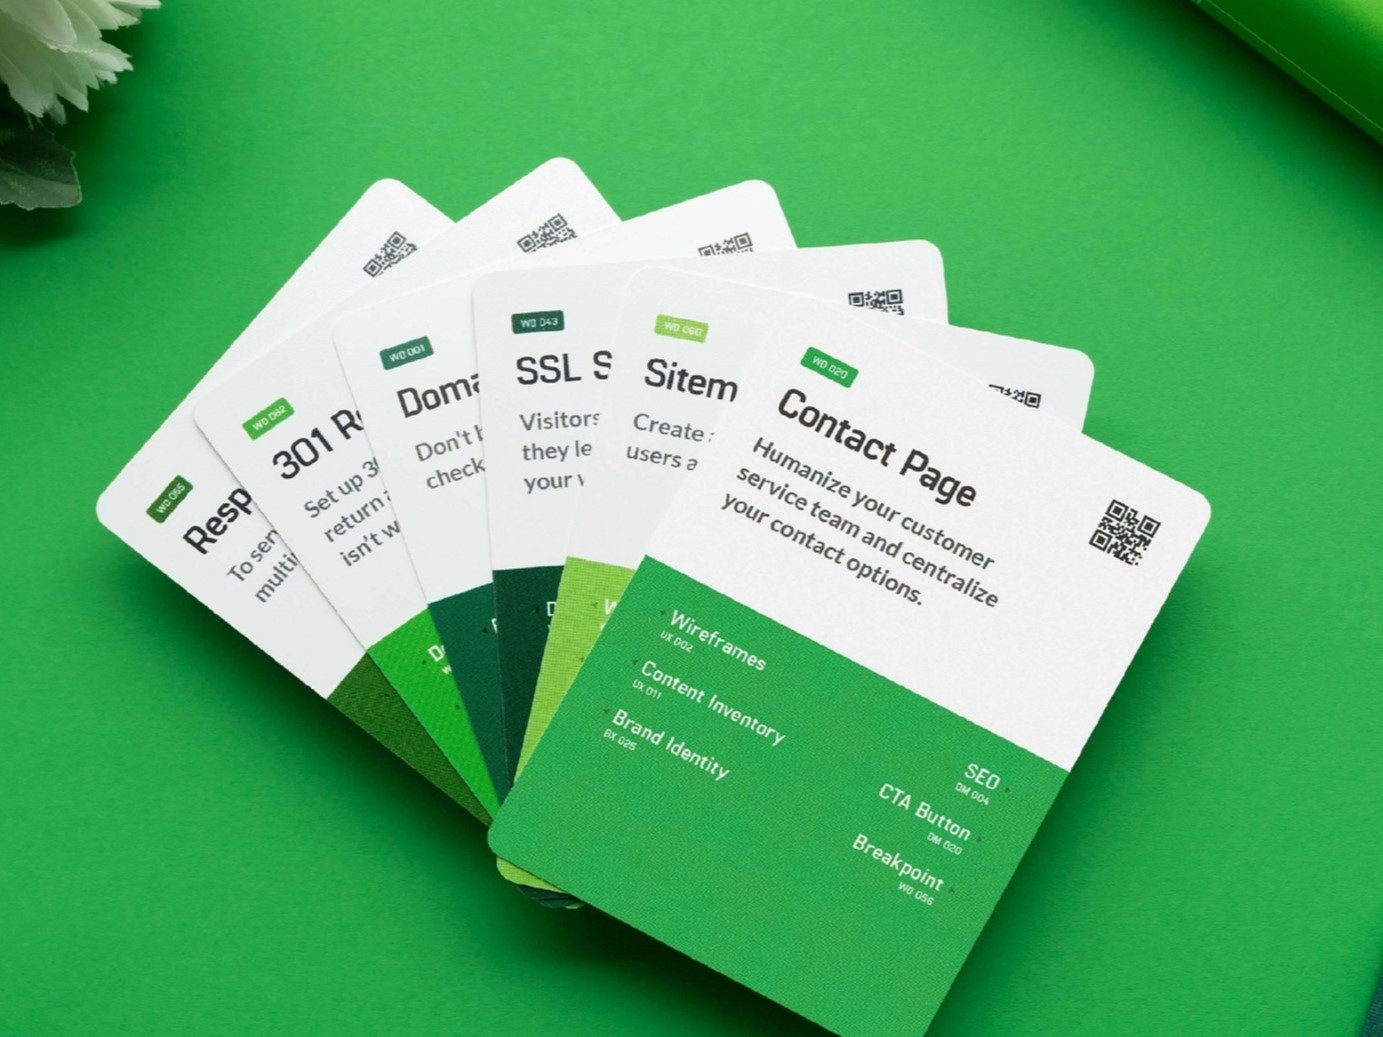 WD 055
Resp
To ser
multi
WD 082
301 R
Set up 3
return
isn't w
WD 001
Doma
Don't
check
WD 043
SSL S
Visitors
they le
your
WD 060
Sitem
Create
users a
WD 020
Contact Page
Humanize your customer
service team and centralize
your contact options.
Wireframes
UX 002
Content Inventory
UX 011
Brand Identity
BX 025
SEO
DM 004
CTA Button
DM 020
Breakpoint
WD 056